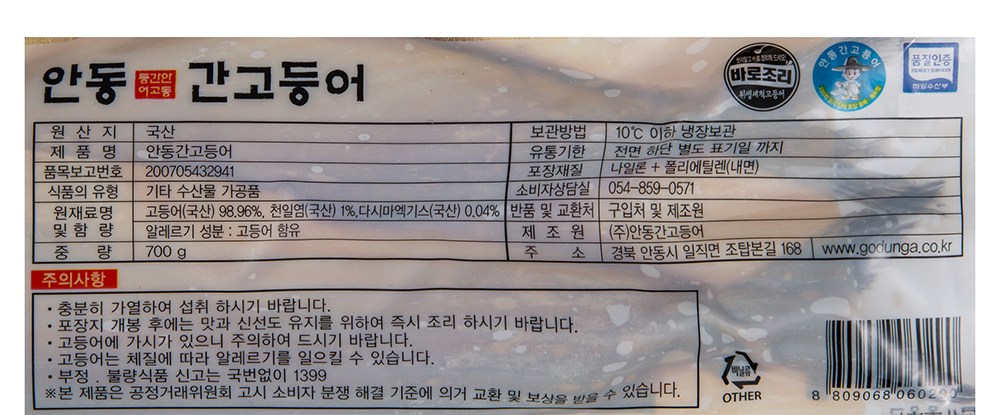 안동 등간안 어고동 간고등어
바로조리
위생세척고등어
안동간고등어
품질인증
해양수산부
원 산 지 국산 보관방법 10℃ 이하 냉장보관
제 품 명 안동간고등어 유통기한 전면 하단 별도 표기일 까지
품목보고번호 200705432941 포장재질 나일론 + 폴리에틸렌(내면)
식품의 유형 기타 수산물 가공품 소비자상담실 054-859-0571
원재료명 고등어(국산) 98.96%, 천일염(국산) 1%,다시마엑기스(국산) 0.04% 반품 및 교환처 구입처 및 제조원
및 함 량 알레르기 성분 : 고등어 함유 제 조 원 (주)안동간고등어
중 량 700 g 주 소 경북 안동시 일직면 조탑본길 168 www.godunga.co.kr
주의사항
· 충분히 가열하여 섭취 하시기 바랍니다.
· 포장지 개봉 후에는 맛과 신선도 유지를 위하여 즉시 조리 하시기 바랍니다.
· 고등어에 가시가 있으니 주의하여 드시기 바랍니다.
· 고등어는 체질에 따라 알레르기를 일으킬 수 있습니다.
· 부정 . 불량식품 신고는 국번없이 1399
※본 제품은 공정거래위원회 고시 소비자 분쟁 해결 기준에 의거 교환 및 보상을 받을 수 있습니다.
비닐류
OTHER
8 809068 060290